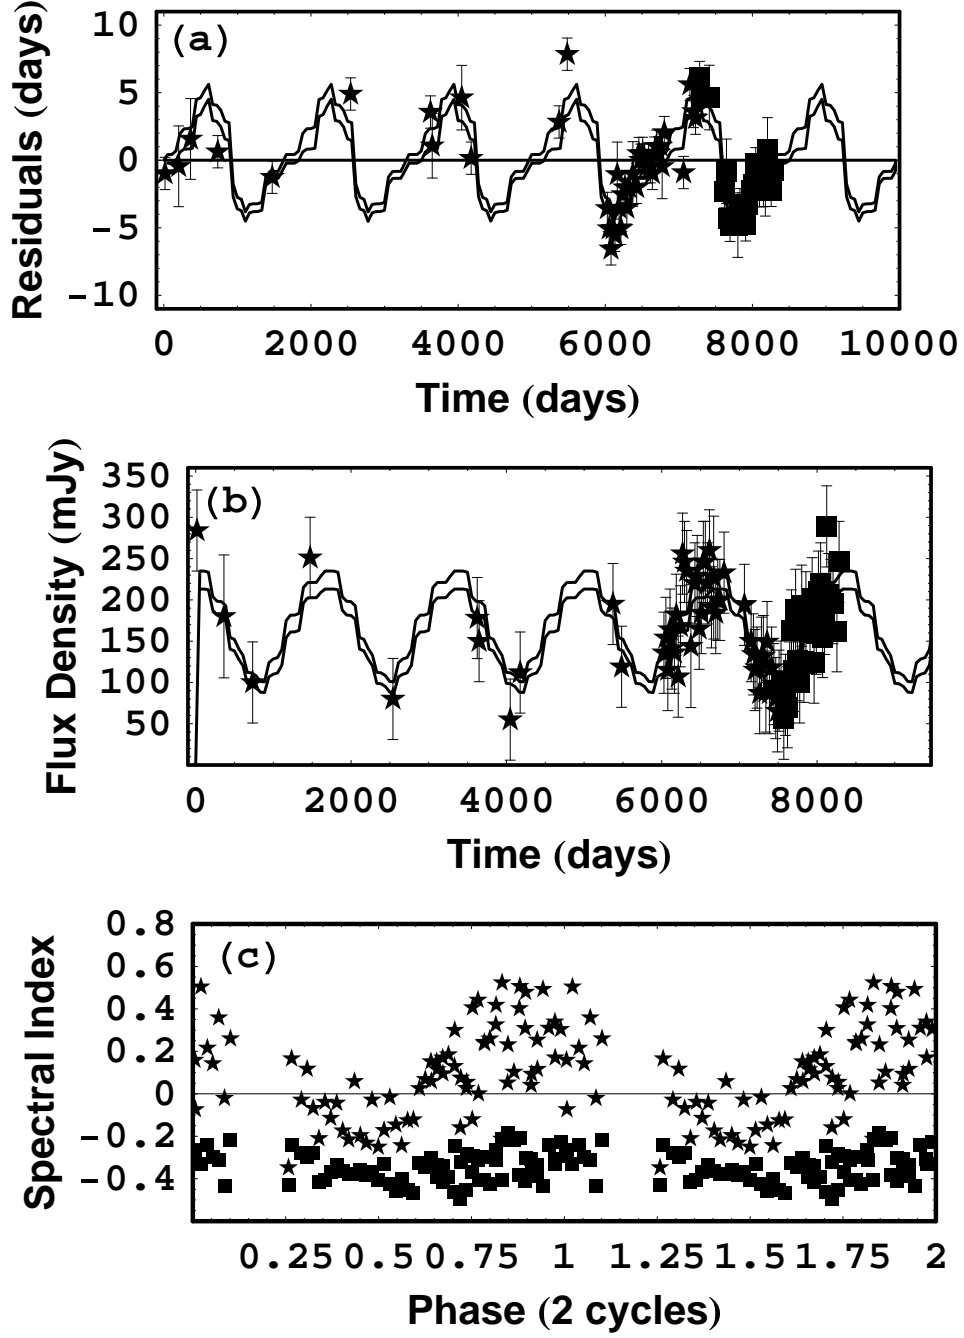 (a)
Residuals (days)
10
5
0
-5
-10
0 2000 4000 6000 8000 10000
Time (days)
(b)
Flux Density (mJy)
350
300
250
200
150
100
50
0 2000 4000 6000 8000
Time (days)
(c)
Spectral Index
0.8
0.6
0.4
0.2
0
-0.2
-0.4
0.25 0.5 0.75 1 1.25 1.5 1.75 2
Phase (2 cycles)